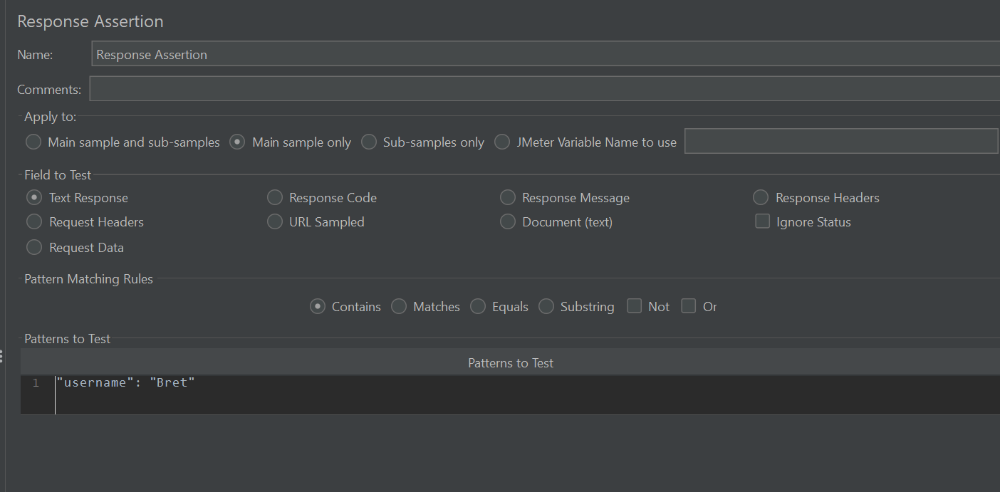 Response Assertion
Name: Response Assertion
Comments:
Apply to:
Main sample and sub-samples Main sample only Sub-samples only JMeter Variable Name to use
Field to Test
Text Response Response Code Response Message Response Headers
Request Headers URL Sampled Document (text) Ignore Status
Request Data
Pattern Matching Rules
Contains Matches Equals Substring Not Or
Patterns to Test
Patterns to Test
1 "username": "Bret"